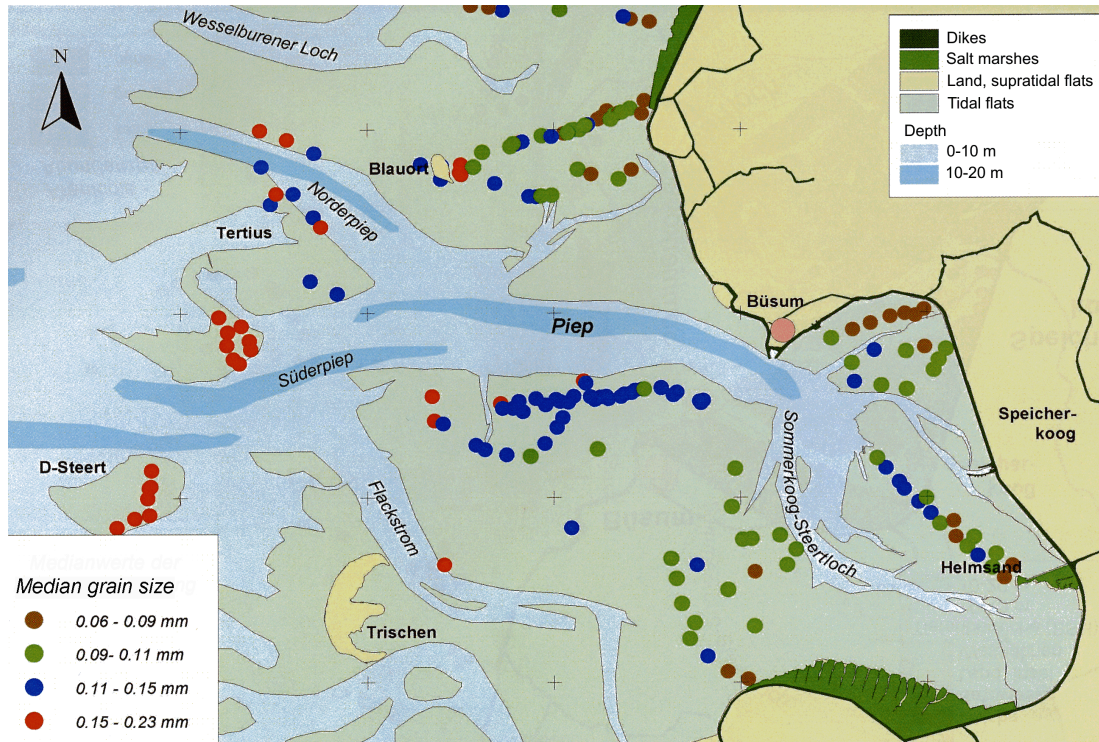 Wesselburener Loch
N
Blauort
Norderpiep
Tertius
Piep
Büsum
Süderpiep
Speicher-
koog
D-Steert
Flackstrom
Sommerkoog-Steertloch
Helmsand
Trischen
Dikes
Salt marshes
Land, supratidal flats
Tidal flats
Depth
0-10 m
10-20 m
Median grain size
0.06 - 0.09 mm
0.09- 0.11 mm
0.11 - 0.15 mm
0.15 - 0.23 mm